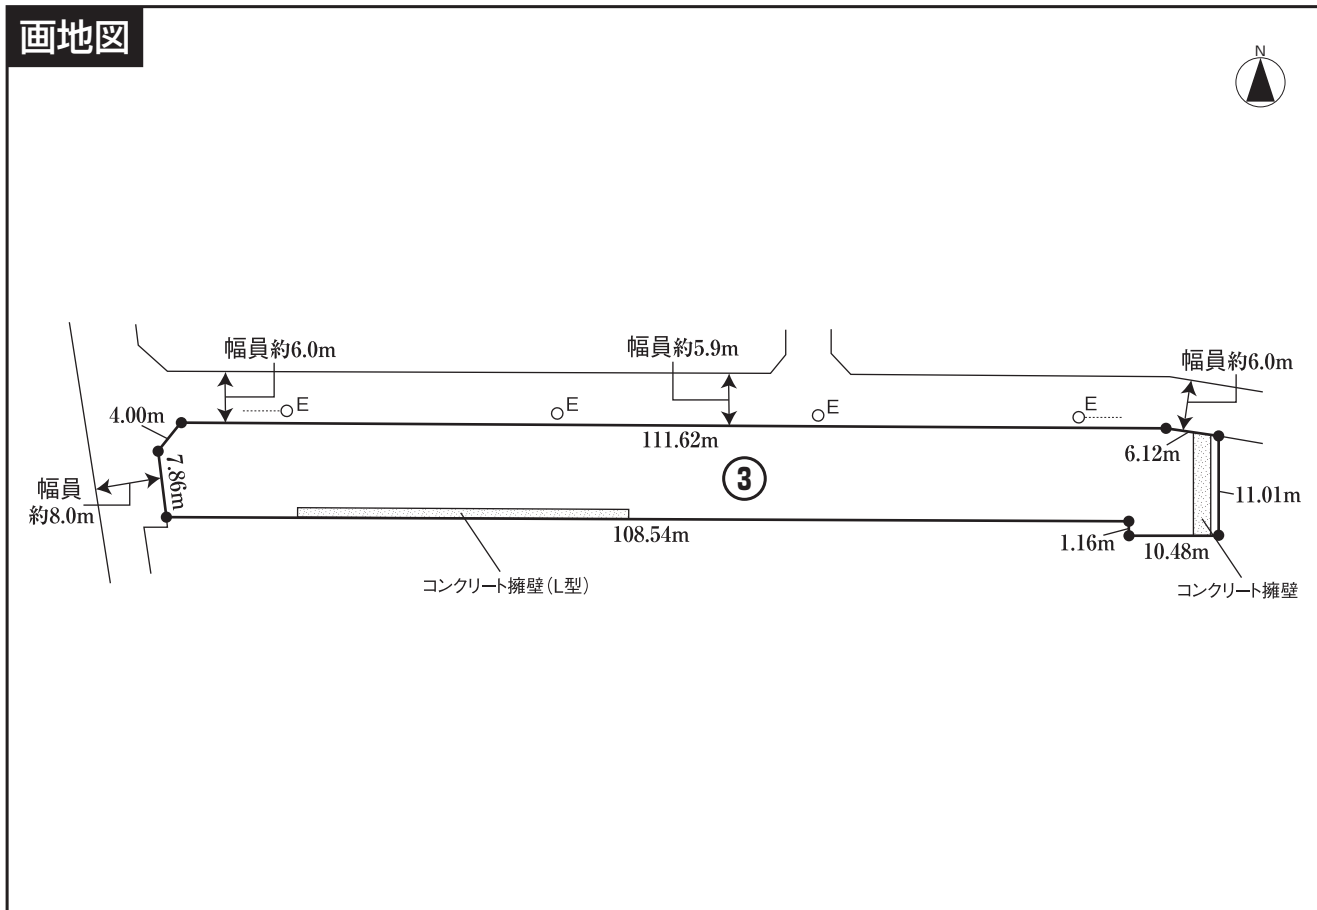 画地図
N
幅員約6.0m
幅員約5.9m
幅員約6.0m
E
E
E
E
4.00m
111.62m
6.12m
7.86m
③
幅員
約8.0m
11.01m
108.54m
1.16m
10.48m
コンクリート擁壁(L型)
コンクリート擁壁